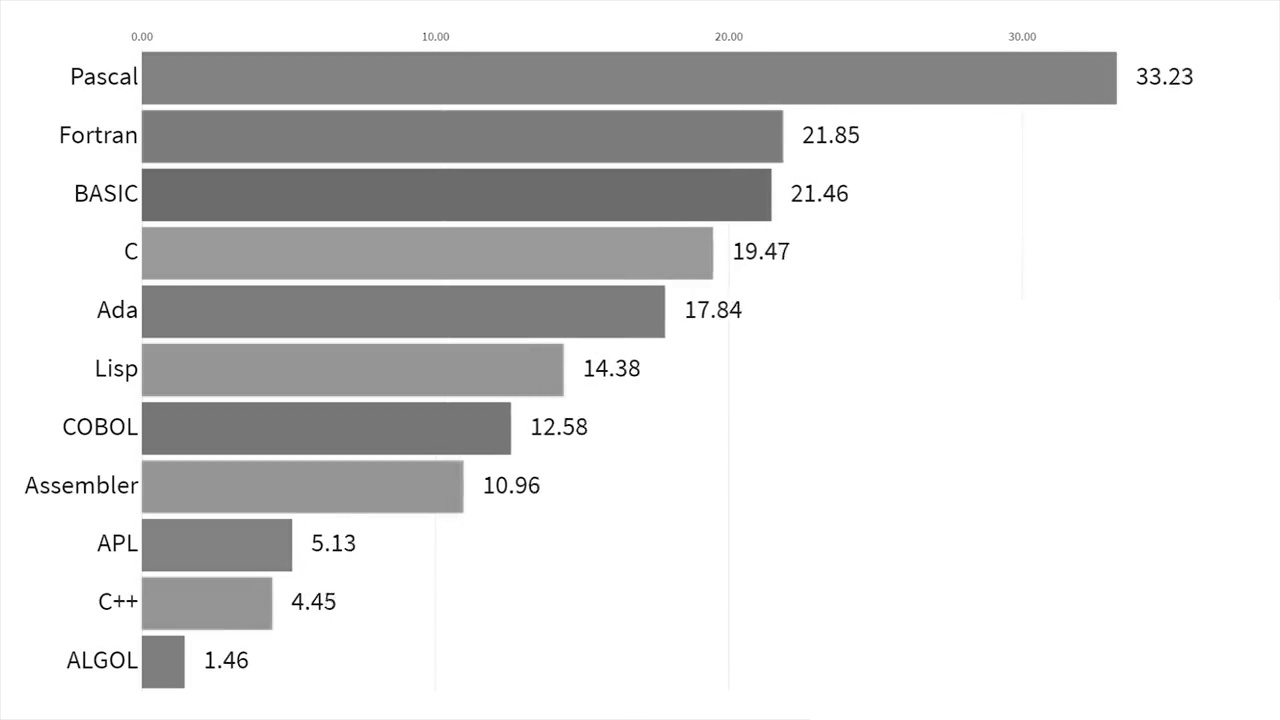 0.00 10.00 20.00 30.00
Pascal 33.23
Fortran 21.85
BASIC 21.46
C 19.47
Ada 17.84
Lisp 14.38
COBOL 12.58
Assembler 10.96
APL 5.13
C++ 4.45
ALGOL 1.46